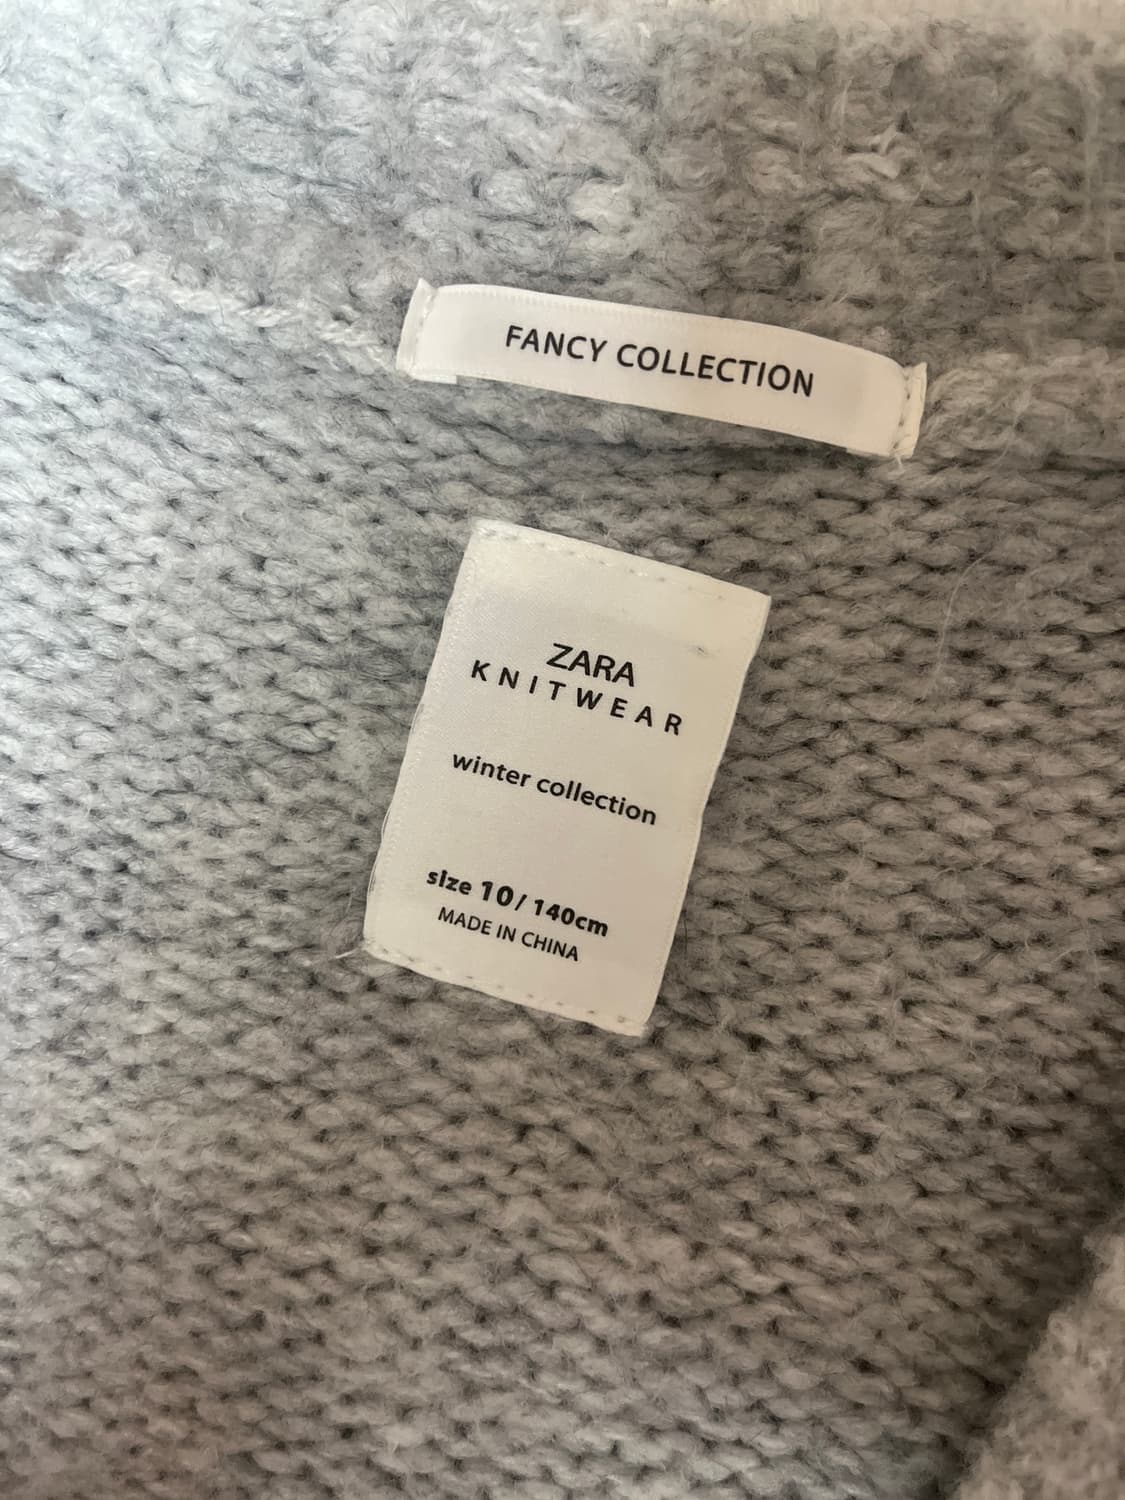 FANCY COLLECTION
ZARA
KNITWEAR
winter collection
size 10/ 140cm
MADE IN CHINA